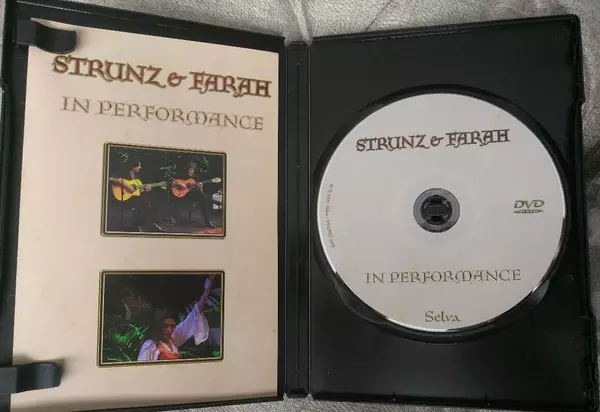 STRUNZ & FARAH
IN PERFORMANCE
STRUNZ & FARAH
DVD
IN PERFORMANCE
Selva